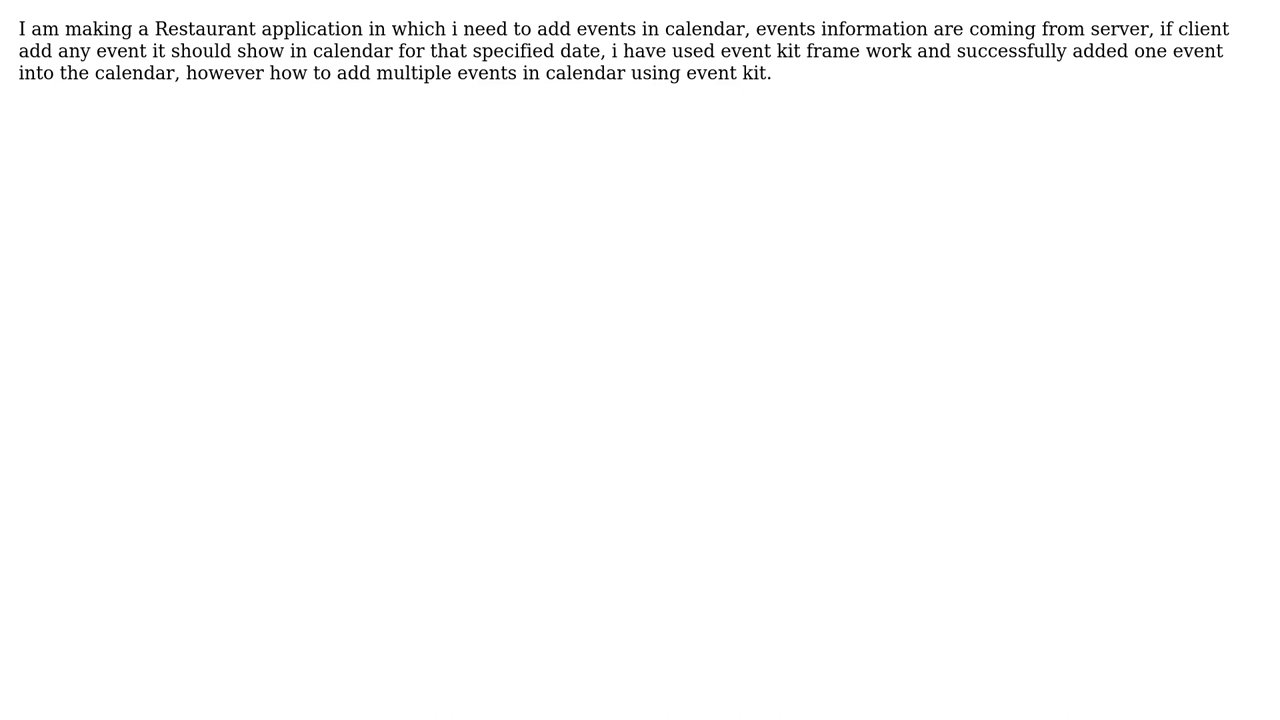 I am making a Restaurant application in which i need to add events in calendar, events information are coming from server, if client
add any event it should show in calendar for that specified date, i have used event kit frame work and successfully added one event
into the calendar, however how to add multiple events in calendar using event kit.